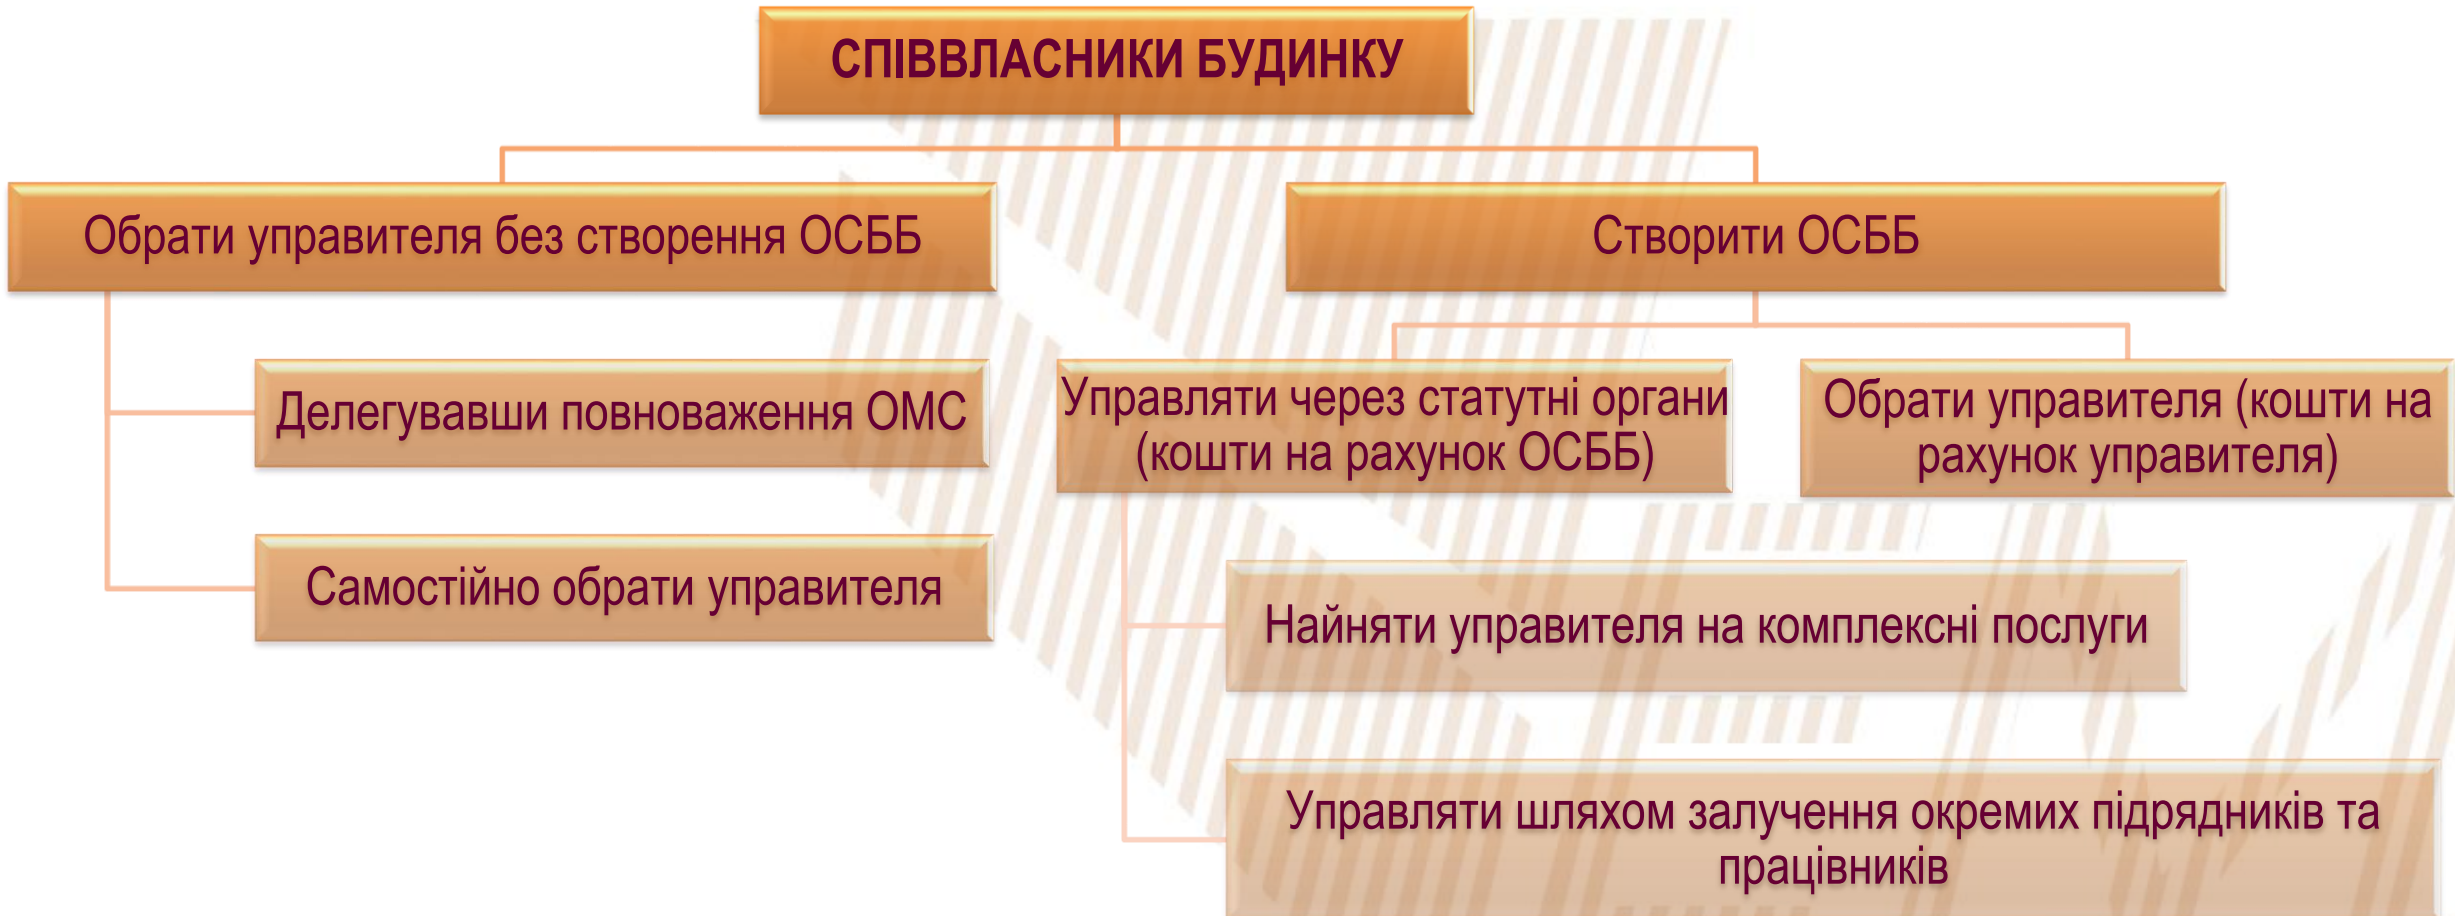 СПІВВЛАСНИКИ БУДИНКУ
Обрати управителя без створення ОСББ
Створити ОСББ
Делегувавши повноваження ОМС
Управляти через статутні органи
(кошти на рахунок ОСББ)
Обрати управителя (кошти на
рахунок управителя)
Самостійно обрати управителя
Найняти управителя на комплексні послуги
Управляти шляхом залучення окремих підрядників та
працівників